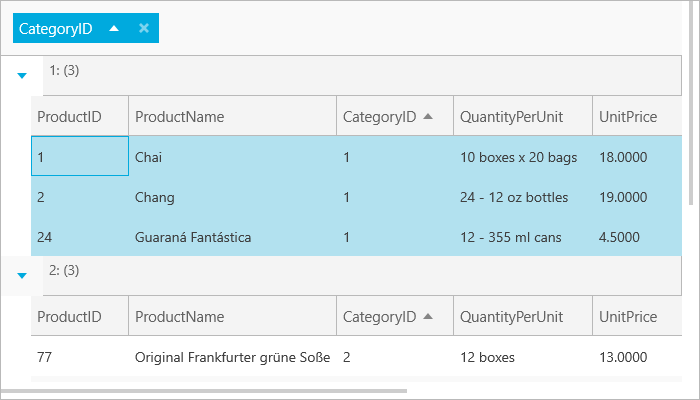 CategoryID
1: (3)
ProductID ProductName CategoryID QuantityPerUnit UnitPrice
1 Chai 1 10 boxes x 20 bags 18.0000
2 Chang 1 24 - 12 oz bottles 19.0000
24 Guaraná Fantástica 1 12 - 355 ml cans 4.5000
2: (3)
ProductID ProductName CategoryID QuantityPerUnit UnitPrice
77 Original Frankfurter grüne Soße 2 12 boxes 13.0000